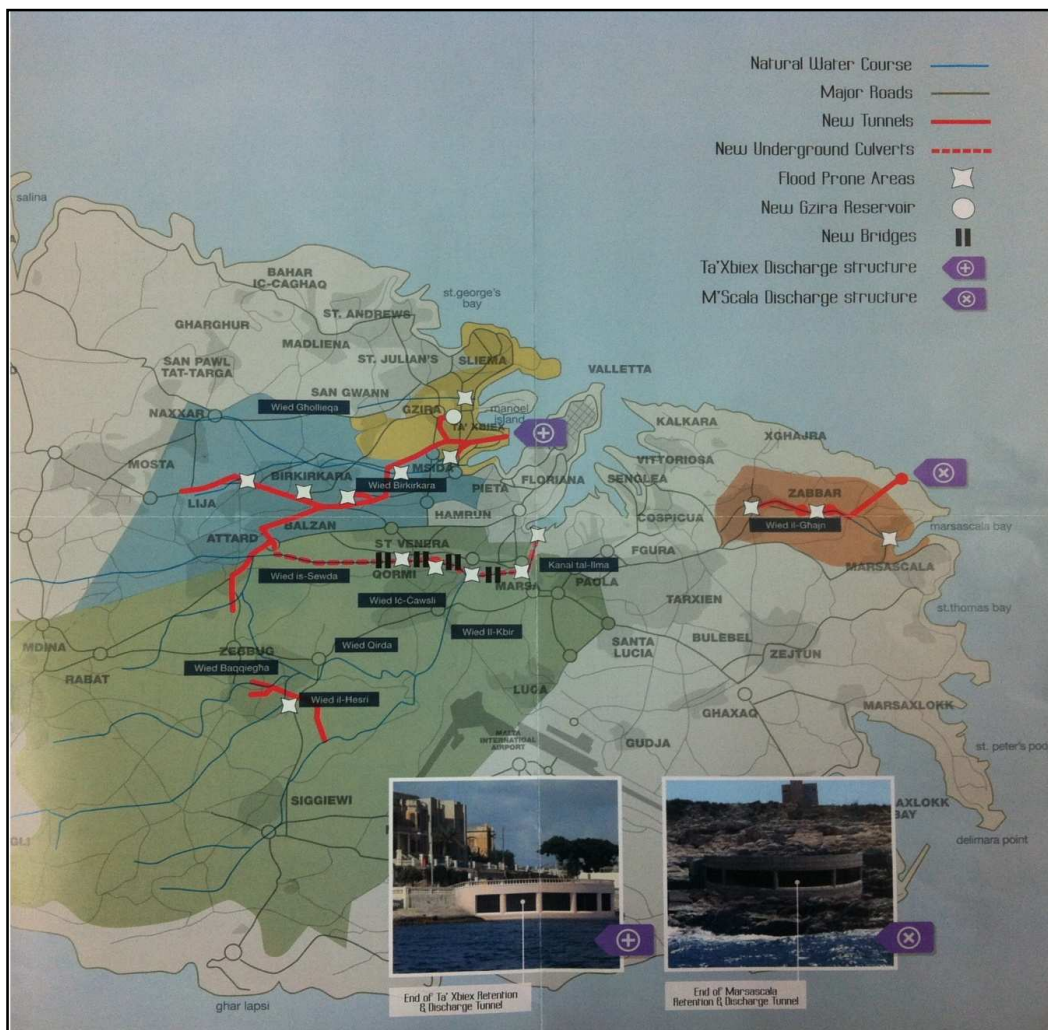 Natural Water Course
Major Roads
New Tunnels
New Underground Culverts
Flood Prone Areas
New Gzira Reservoir
New Bridges
Ta'Xbiex Discharge structure
M'Scala Discharge structure
salina
BAHAR
IC-CAGHAQ
st.george's
bay
ST. ANDREWS
GHARGHUR
MADLIENA
ST. JULIAN'S
SLIEMA
SAN PAWL
TAT-TARGA
SAN GWANN
VALLETTA
NAXXAR
Wied Għollieqa
GZIRA
manoel
island
TA' XBIEX
KALKARA
XGHAJRA
MOSTA
BIRKIRKARA
MSIDA
VITTORIOSA
Wied Birkirkara
PIETA
FLORIANA
SENGLEA
ZABBAR
LIJA
HAMRUN
COSPICUA
Wied il-Għajn
marsascala bay
BALZAN
ATTARD
ST VENERA
FGURA
MARSASCALA
Wied is-Sewda
QORMI
MARSA
Kanal tal-Ilma
PAOLA
Wied Iċ-Ċawsli
TARXIEN
st.thomas bay
Wied Il-Kbir
SANTA
LUCIA
BULEBEL
ZEJTUN
MDINA
RABAT
ZEBBUG
Wied Qirda
Wied Baqqiegħa
Wied il-Ħesri
LUQA
GHAXAQ
MARSAXLOKK
MALTA
INTERNATIONAL
AIRPORT
GUDJA
st. peter's poo
SIGGIEWI
GLI
AXLOKK
BAY
delimara point
End of Ta' Xbiex Retention
& Discharge Tunnel
End of Marsascala
Retention & Discharge Tunnel
ghar lapsi